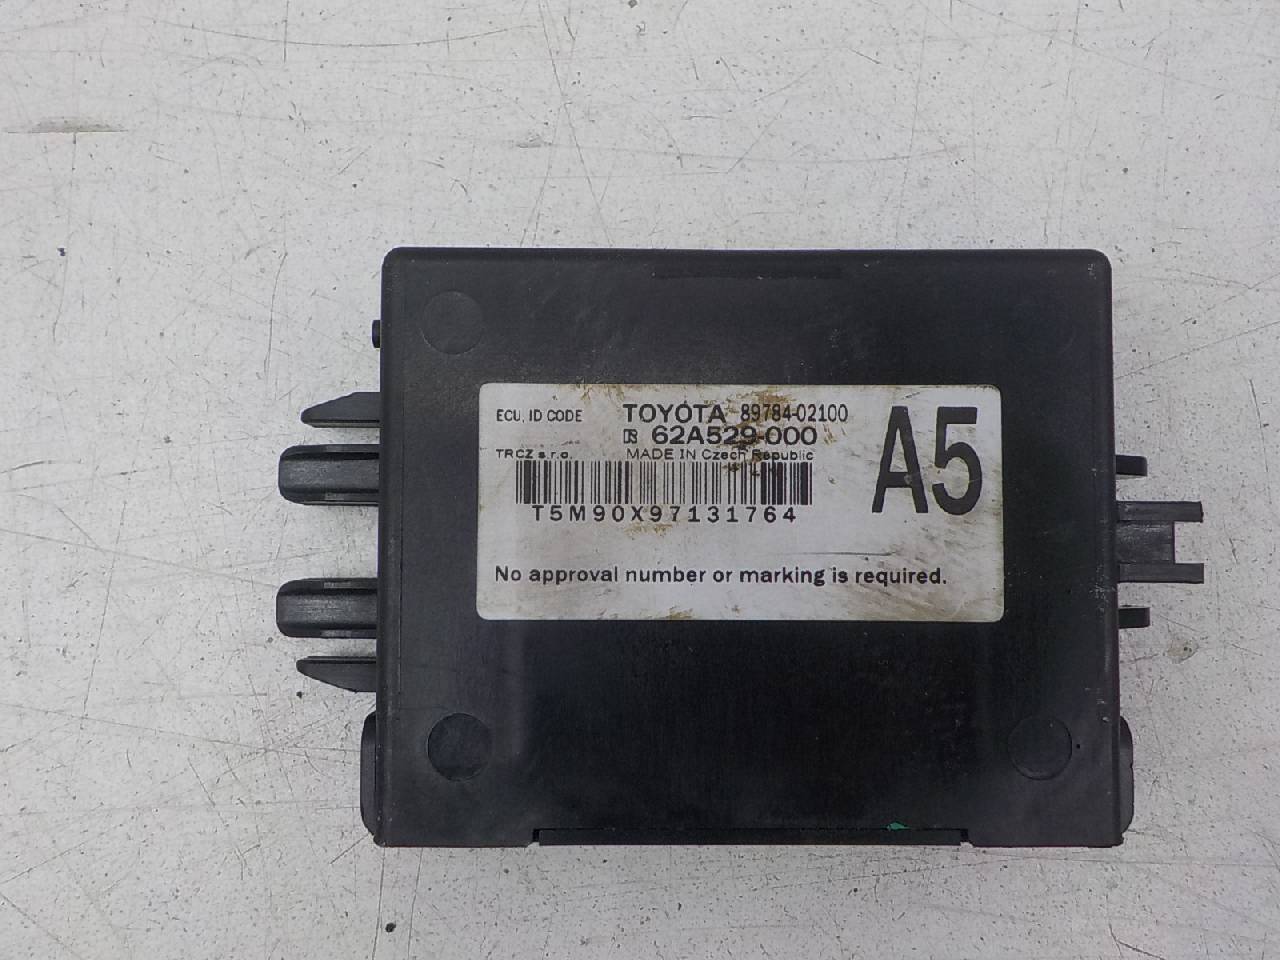 ECU, ID CODE TOYOTA 89784-02100
62A529-000
A5
TRCZ s.r.o. MADE IN Czech Republic
T5M90X97131764
No approval number or marking is required.